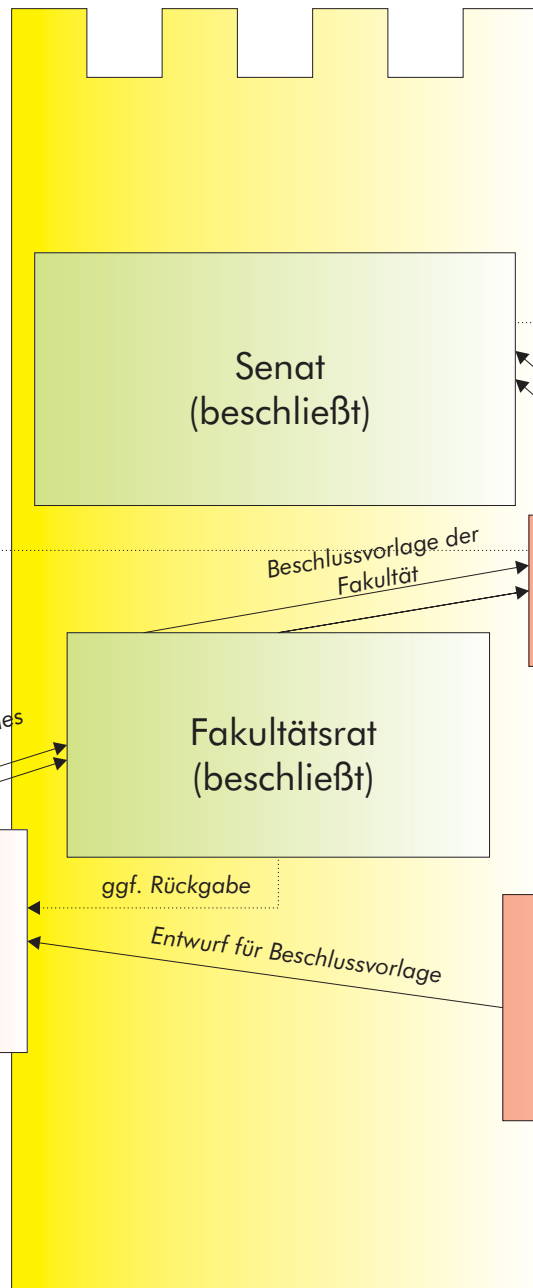 Senat
(beschließt)
Beschlussvorlage der
Fakultät
Fakultätsrat
(beschließt)
ggf. Rückgabe
Entwurf für Beschlussvorlage